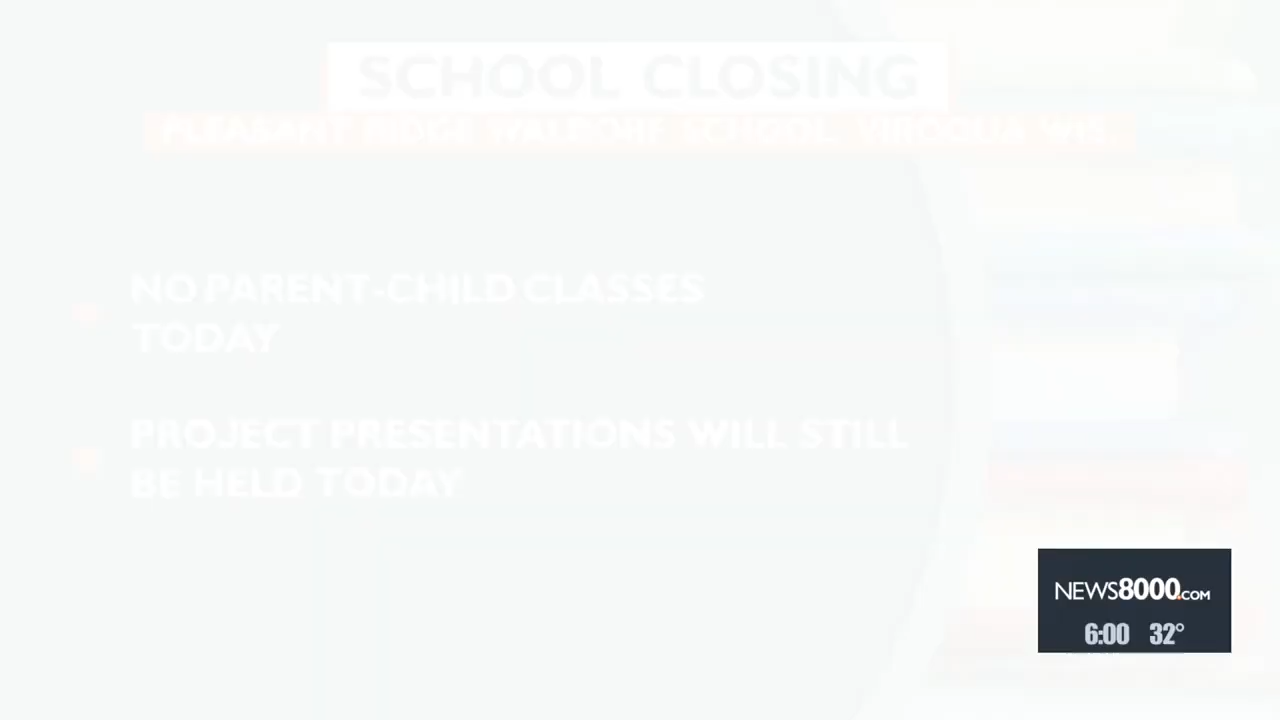 SCHOOL CLOSING
PLEASANT RIDGE WALDORF SCHOOL, VIROQUA WIS.
NO PARENT-CHILD CLASSES
TODAY
PROJECT PRESENTATIONS WILL STILL
BE HELD TODAY
NEWS8000.COM
6:00 32°